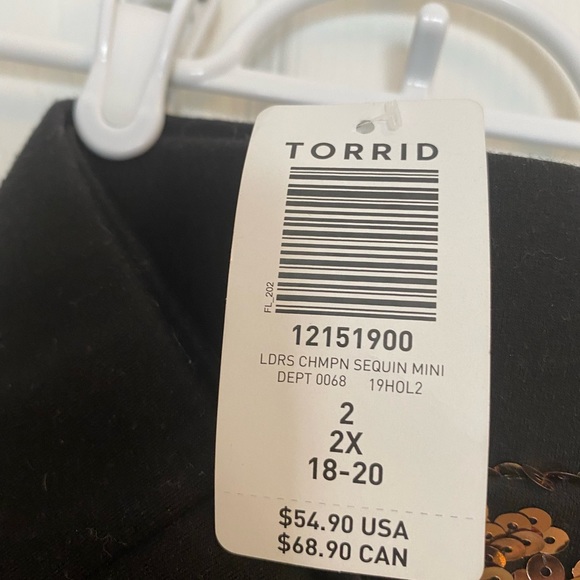 TORRID
FL_202
12151900
LDRS CHMPN SEQUIN MINI
DEPT 0068 19HOL2
2
2X
18-20
$54.90 USA
$68.90 CAN